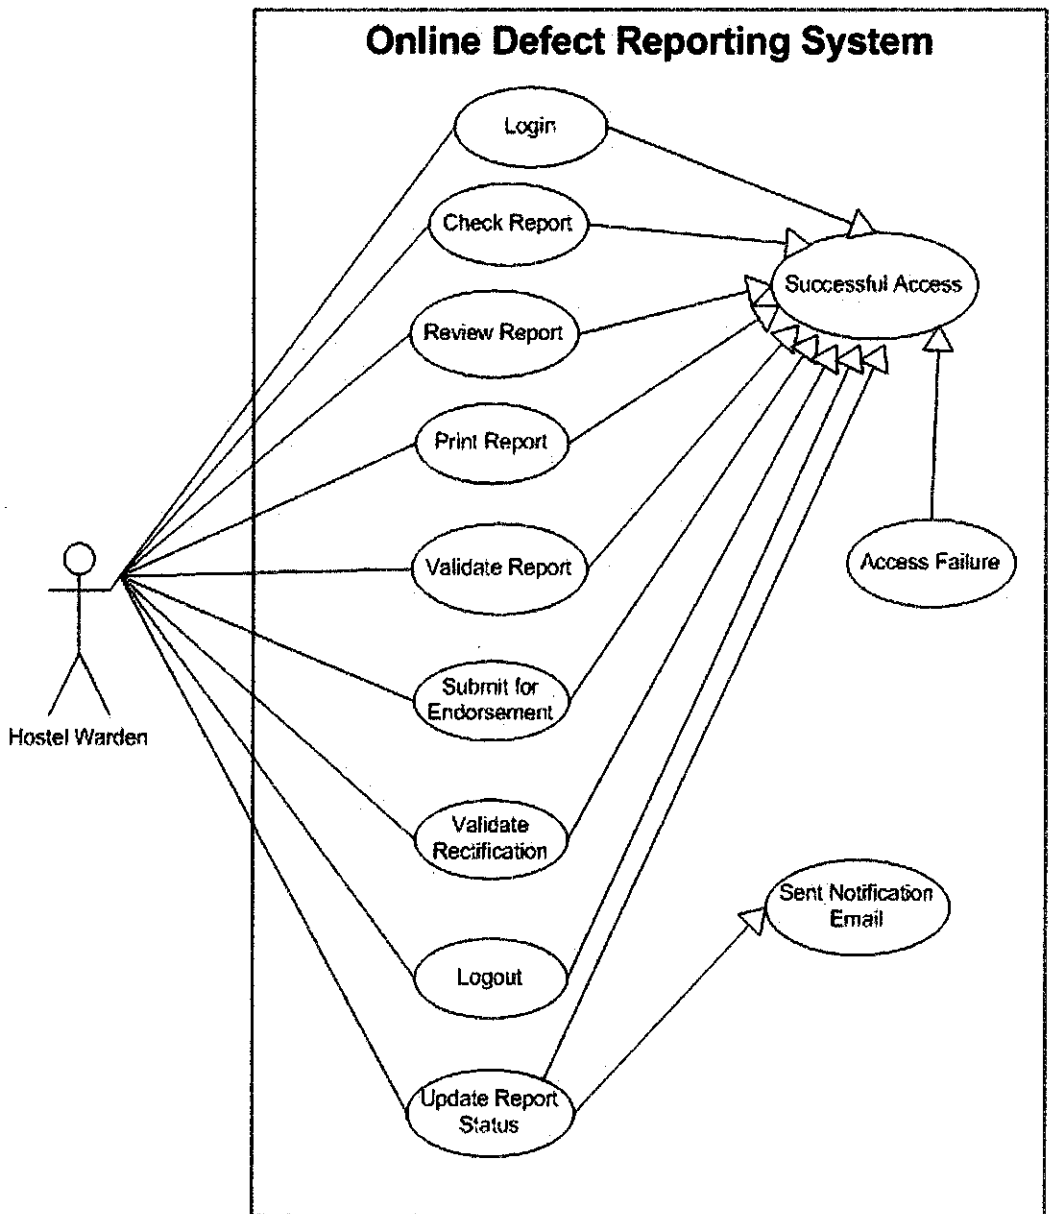 Online Defect Reporting System
Login
Check Report
Successful Access
Review Report
Print Report
Access Failure
Validate Report
Submit for
Endorsement
Hostel Warden
Validate
Rectification
Sent Notification
Email
Logout
Update Report
Status